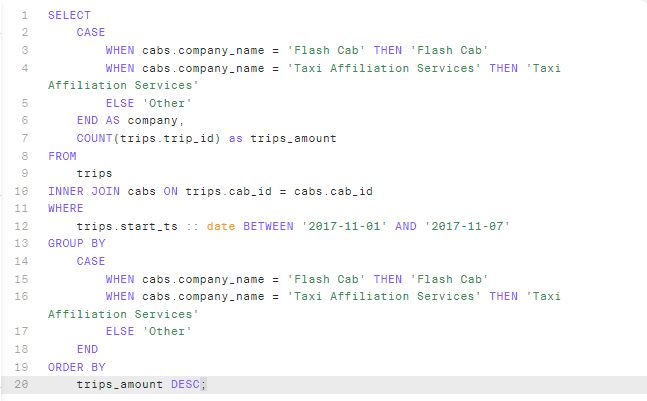 1 SELECT
2 CASE
3 WHEN cabs.company_name = 'Flash Cab' THEN 'Flash Cab'
4 WHEN cabs.company_name = 'Taxi Affiliation Services' THEN 'Taxi
Affiliation Services'
5 ELSE 'Other'
6 END AS company,
7 COUNT(trips.trip_id) as trips_amount
8 FROM
9 trips
10 INNER JOIN cabs ON trips.cab_id = cabs.cab_id
11 WHERE
12 trips.start_ts :: date BETWEEN '2017-11-01' AND '2017-11-07'
13 GROUP BY
14 CASE
15 WHEN cabs.company_name = 'Flash Cab' THEN 'Flash Cab'
16 WHEN cabs.company_name = 'Taxi Affiliation Services' THEN 'Taxi
Affiliation Services'
17 ELSE 'Other'
18 END
19 ORDER BY
20 trips_amount DESC;